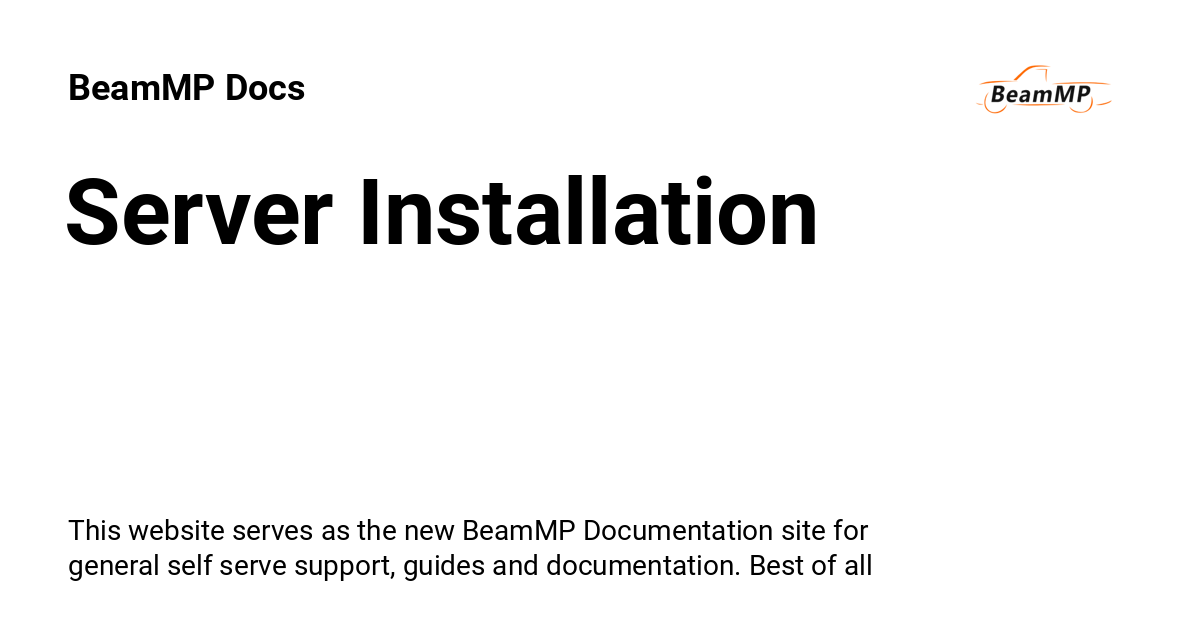 BeamMP Docs
BeamMP
Server Installation
This website serves as the new BeamMP Documentation site for
general self serve support, guides and documentation. Best of all